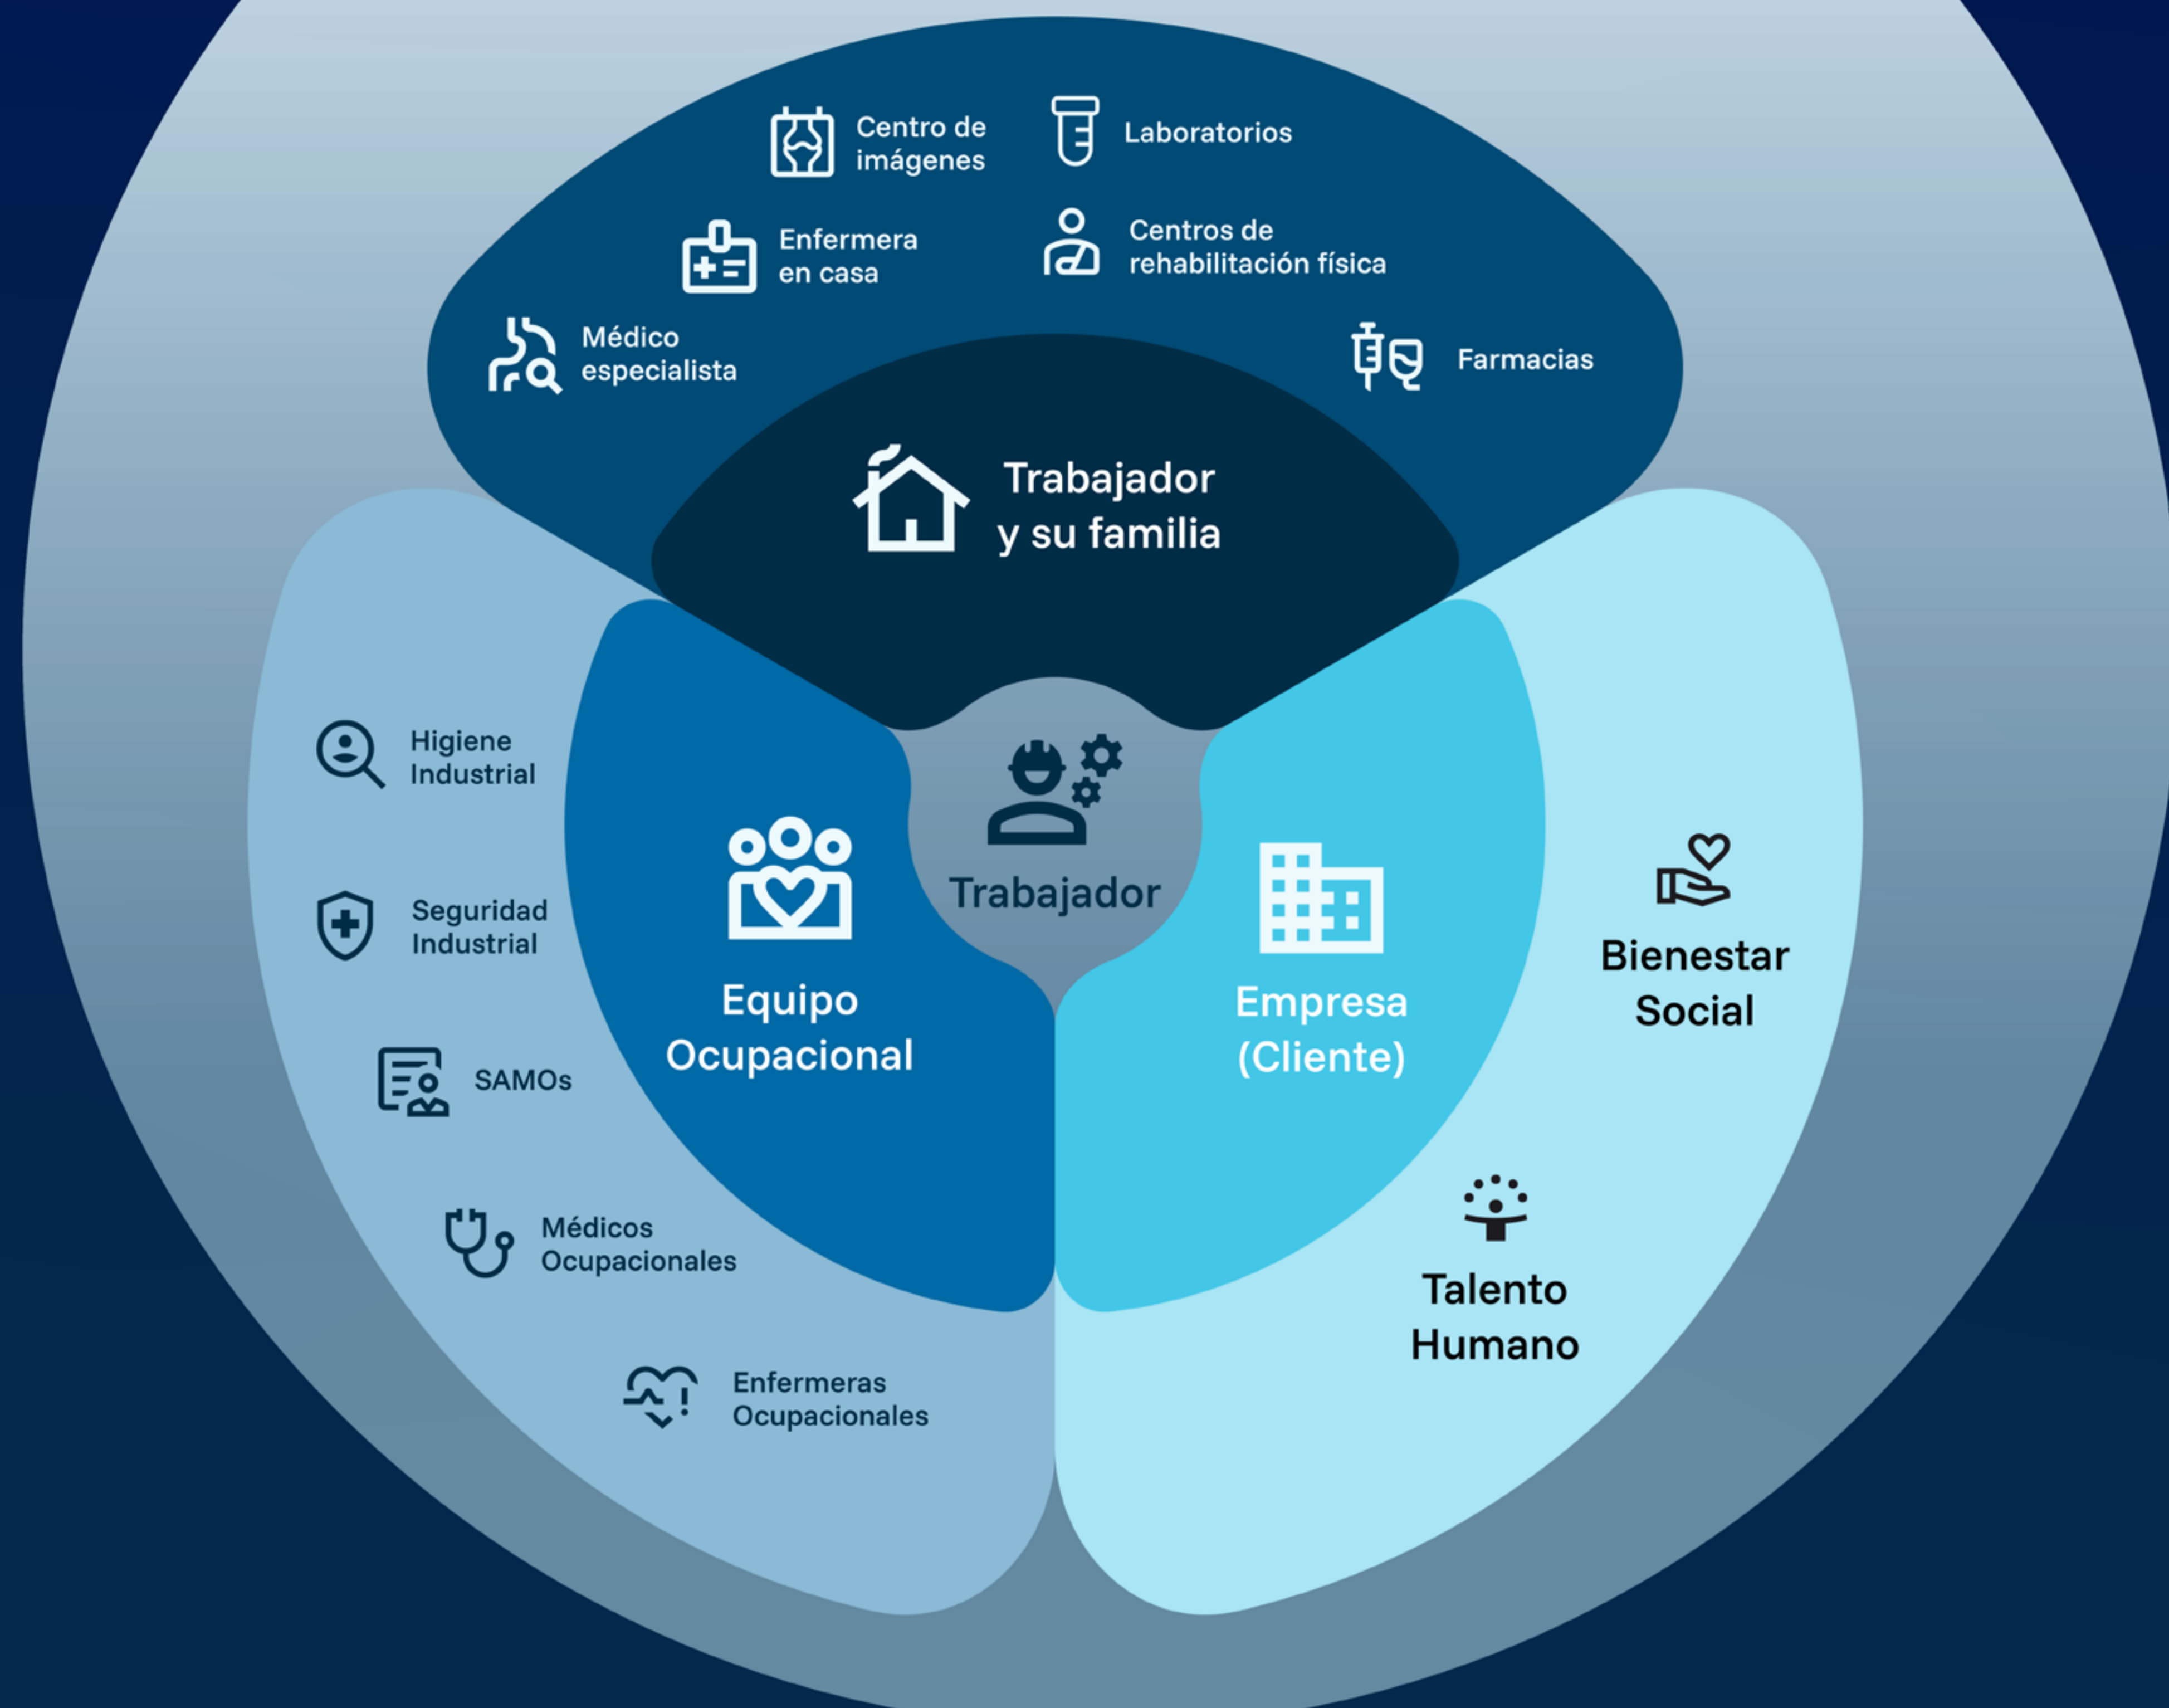 Centro de
imágenes
Laboratorios
Enfermera
en casa
Centros de
rehabilitación física
Médico
especialista
Farmacias
Trabajador
y su familia
Higiene
Industrial
Seguridad
Industrial
SAMOs
Médicos
Ocupacionales
Enfermeras
Ocupacionales
Equipo
Ocupacional
Trabajador
Empresa
(Cliente)
Bienestar
Social
Talento
Humano